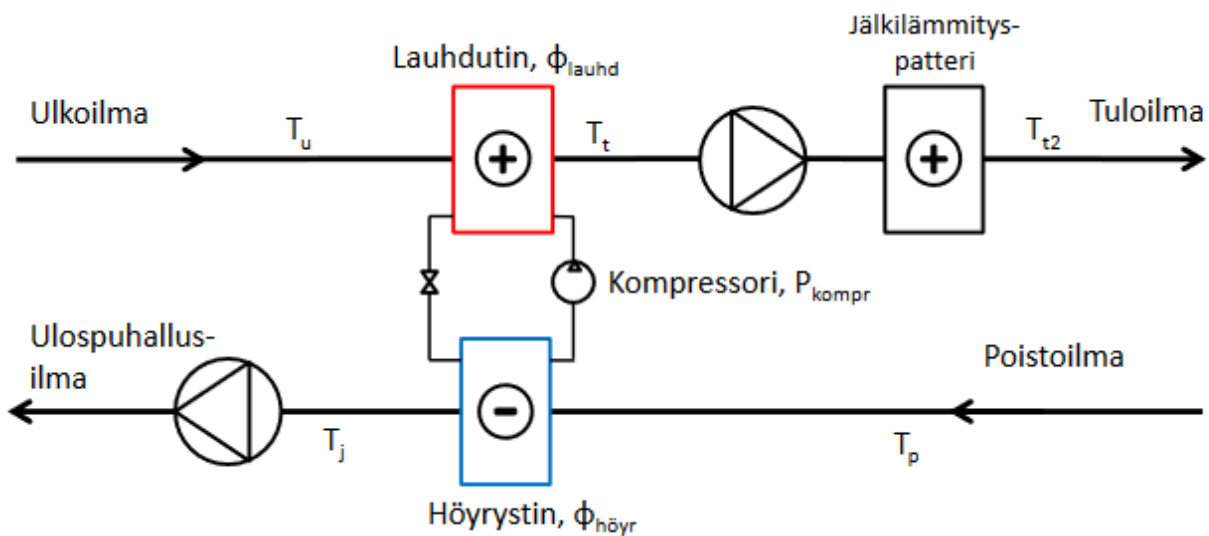 Jälkilämmitys-
patteri
Lauhdutin, ϕlauhd
Ulkoilma
Tu
Tt
Tt2
Tuloilma
Kompressori, Pkompr
Ulospuhallus-
ilma
Poistoilma
Tj
Tp
Höyrystin, ϕhöyr